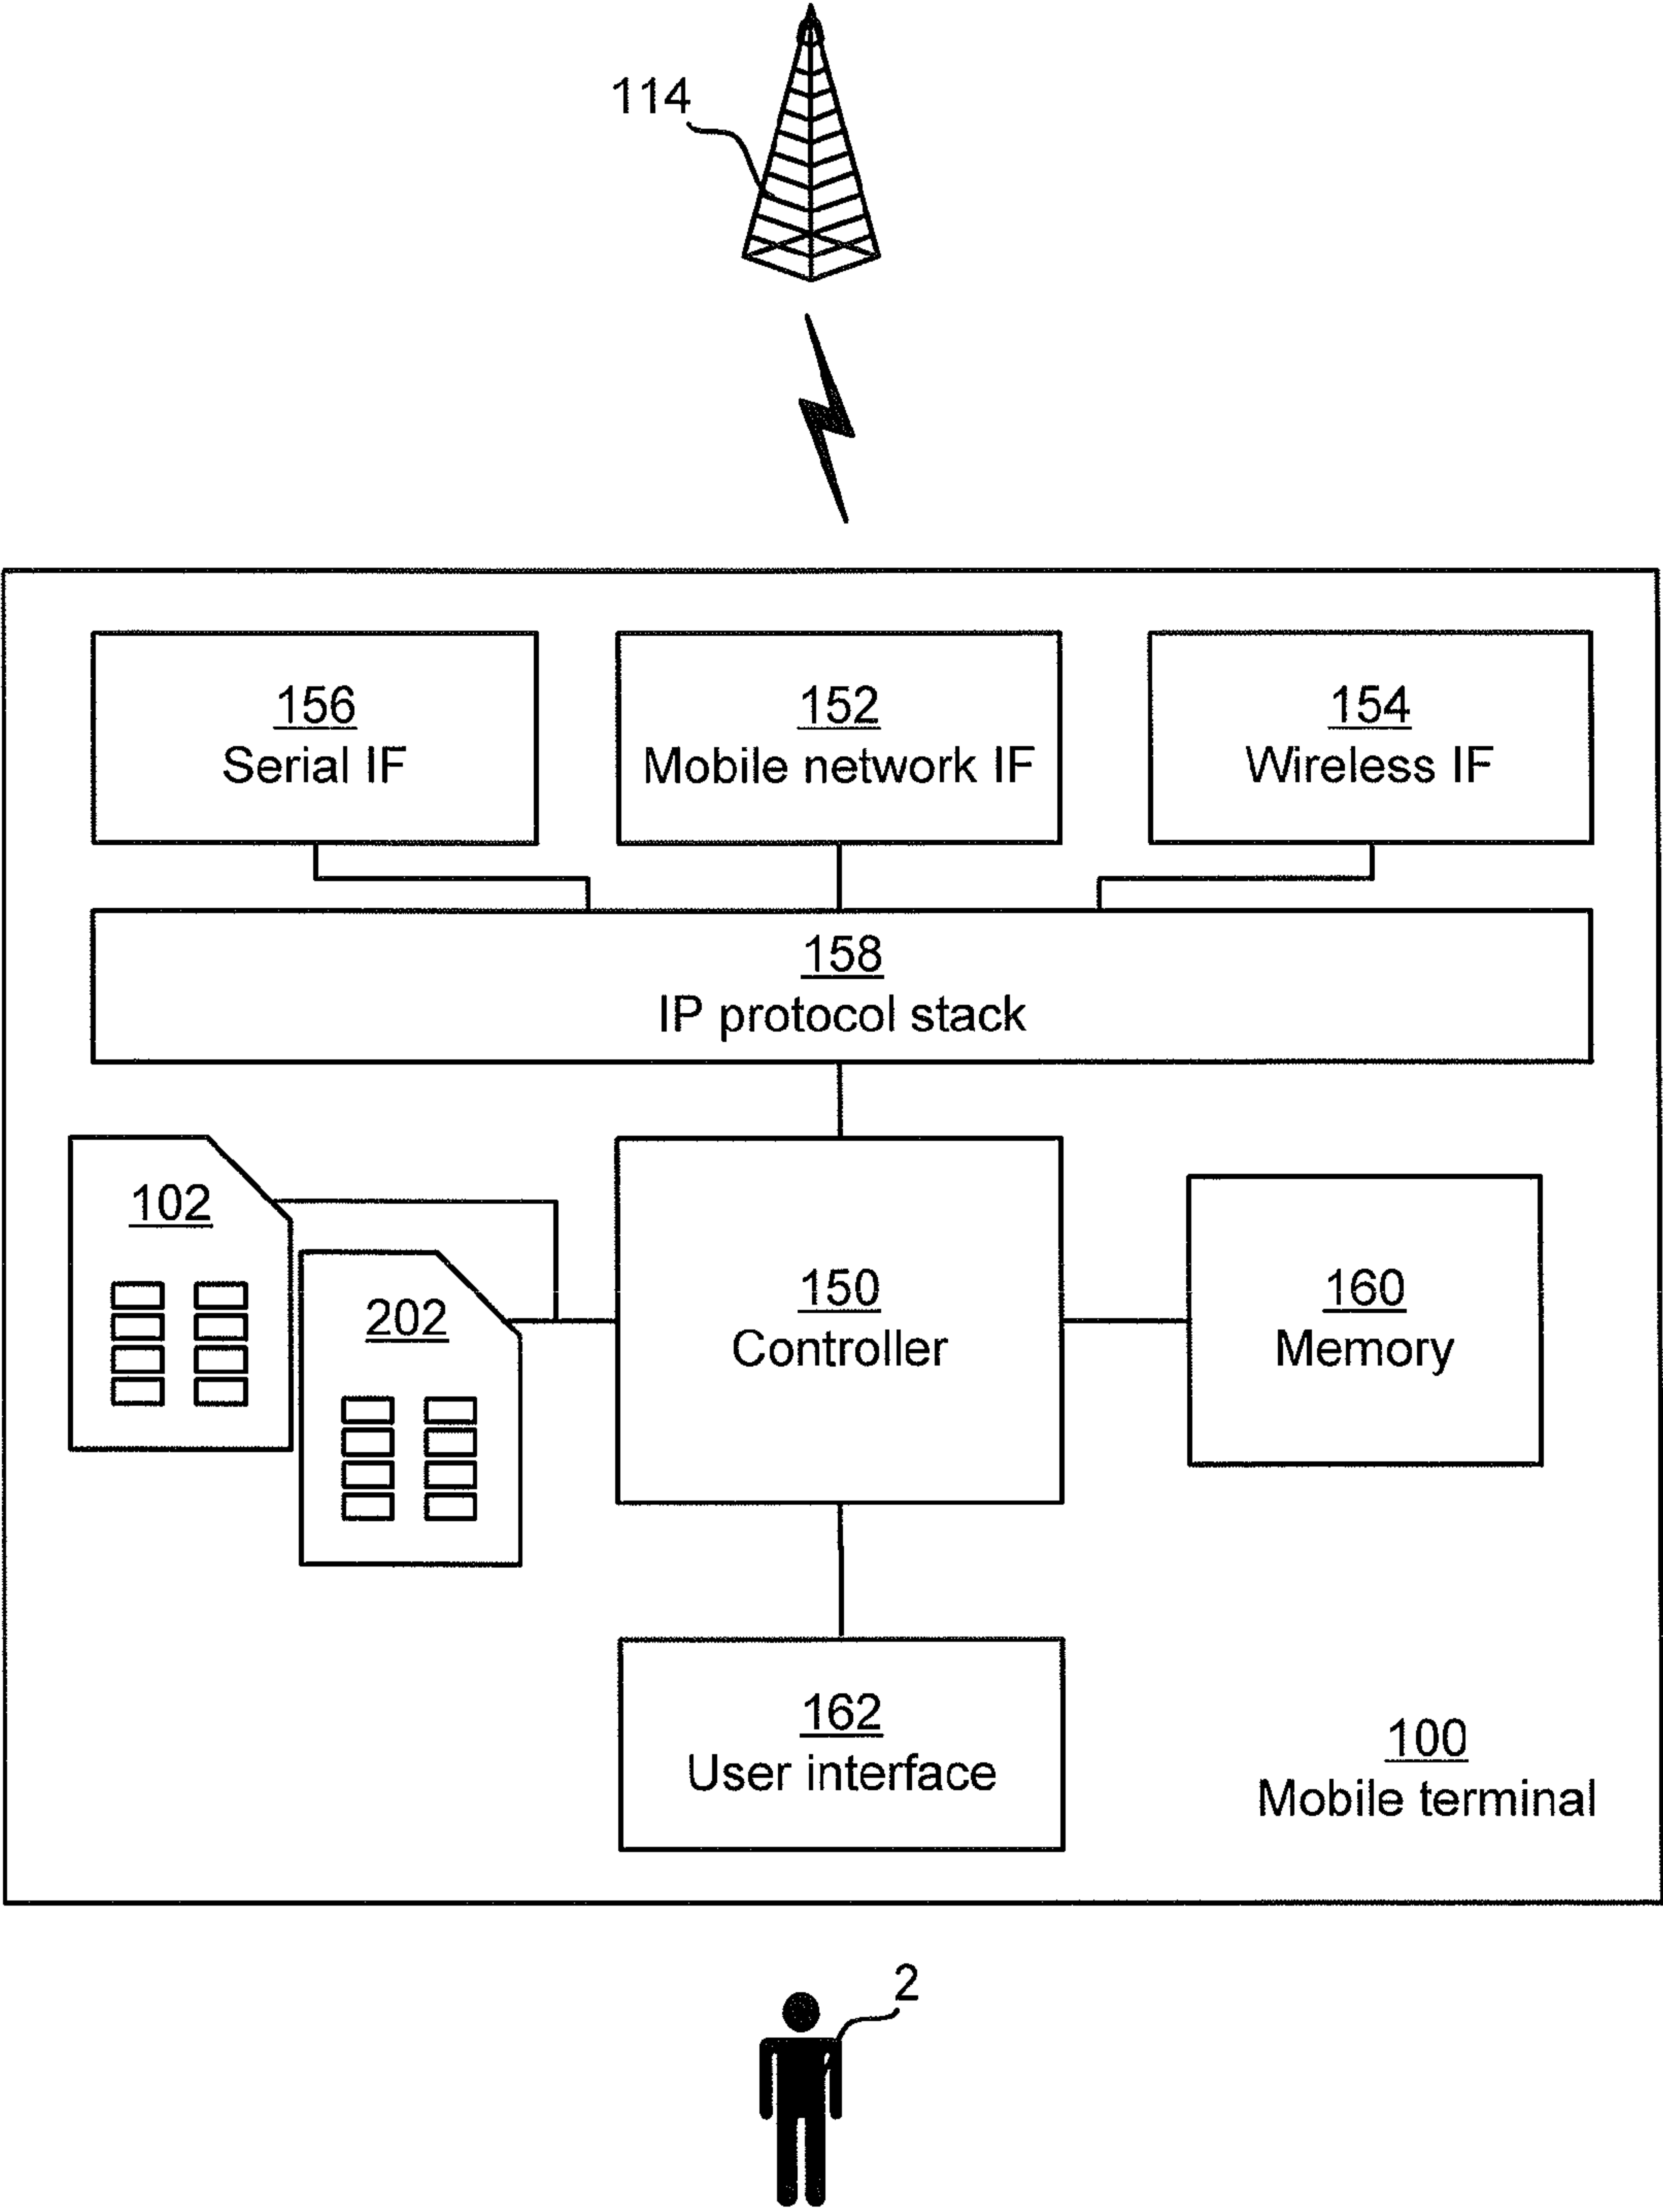 114
156
Serial IF
152
Mobile network IF
154
Wireless IF
158
IP protocol stack
102
202
150
Controller
160
Memory
162
User interface
100
Mobile terminal
2